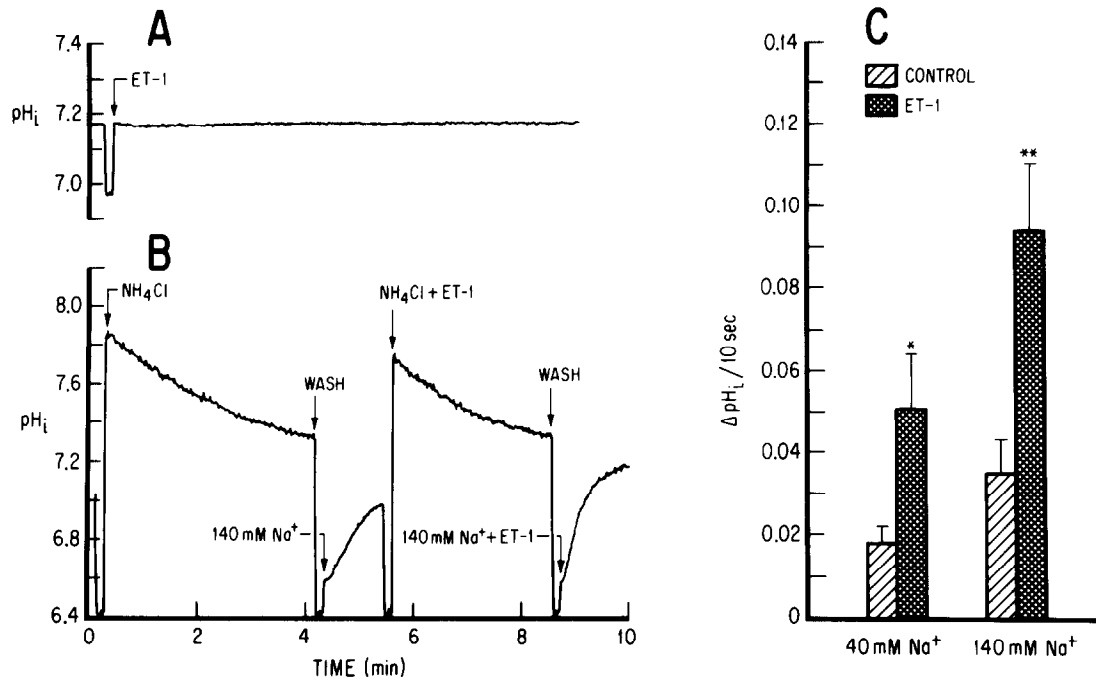 A
7.4
ET-1
pHi
7.2
7.0
B
NH4Cl
8.0
NH4Cl + ET-1
7.6
WASH
WASH
pHi
7.2
140 mM Na+
140 mM Na+ + ET-1
6.8
6.4
0 2 4 6 8 10
TIME (min)
C
0.14
CONTROL
ET-1
0.12
**
0.10
ΔpHi / 10 sec
0.08
*
0.06
0.04
0.02
0
40 mM Na+ 140 mM Na+